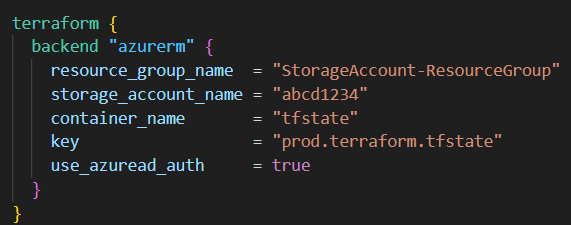 terraform {
  backend "azurerm" {
    resource_group_name  = "StorageAccount-ResourceGroup"
    storage_account_name = "abcd1234"
    container_name       = "tfstate"
    key                  = "prod.terraform.tfstate"
    use_azuread_auth     = true
  }
}